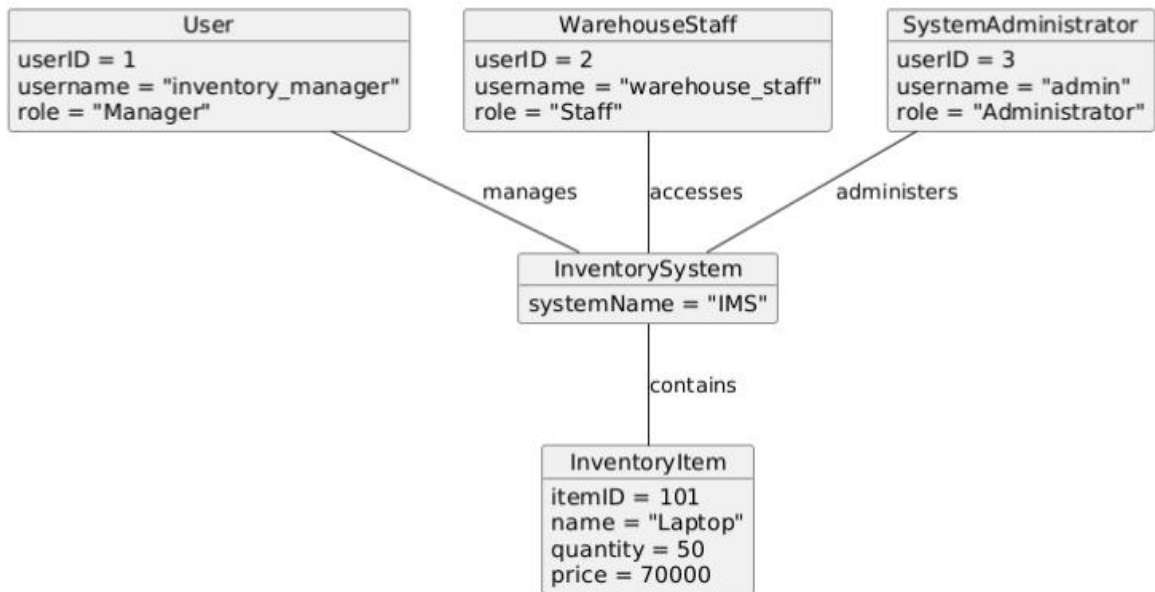 User
userID = 1
username = "inventory_manager"
role = "Manager"
WarehouseStaff
userID = 2
username = "warehouse_staff"
role = "Staff"
SystemAdministrator
userID = 3
username = "admin"
role = "Administrator"
manages
accesses
administers
InventorySystem
systemName = "IMS"
contains
InventoryItem
itemID = 101
name = "Laptop"
quantity = 50
price = 70000